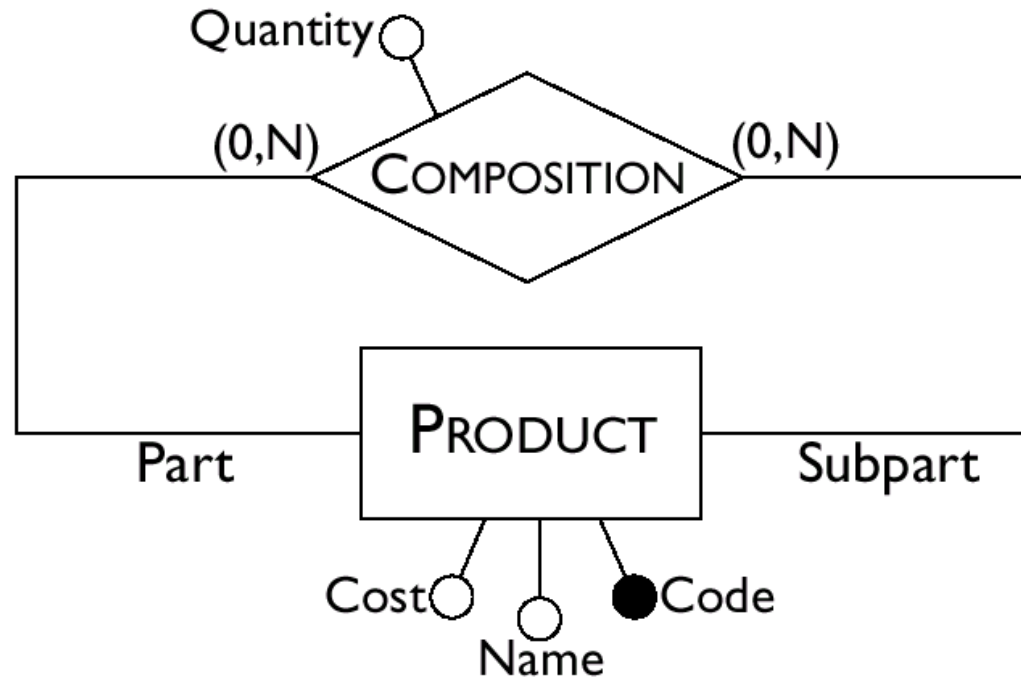 Quantity
(0,N)
(0,N)
COMPOSITION
PRODUCT
Part
Subpart
Cost
Code
Name